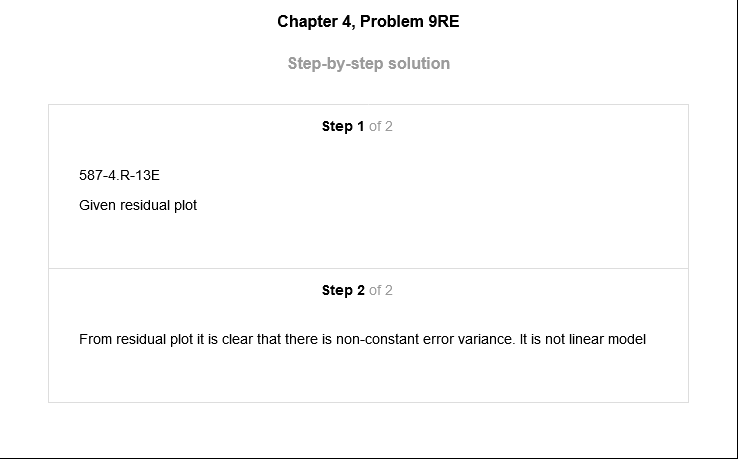 Chapter 4, Problem 9RE
Step-by-step solution
Step 1 of 2
587-4.R-13E
Given residual plot
Step 2 of 2
From residual plot it is clear that there is non-constant error variance. It is not linear model